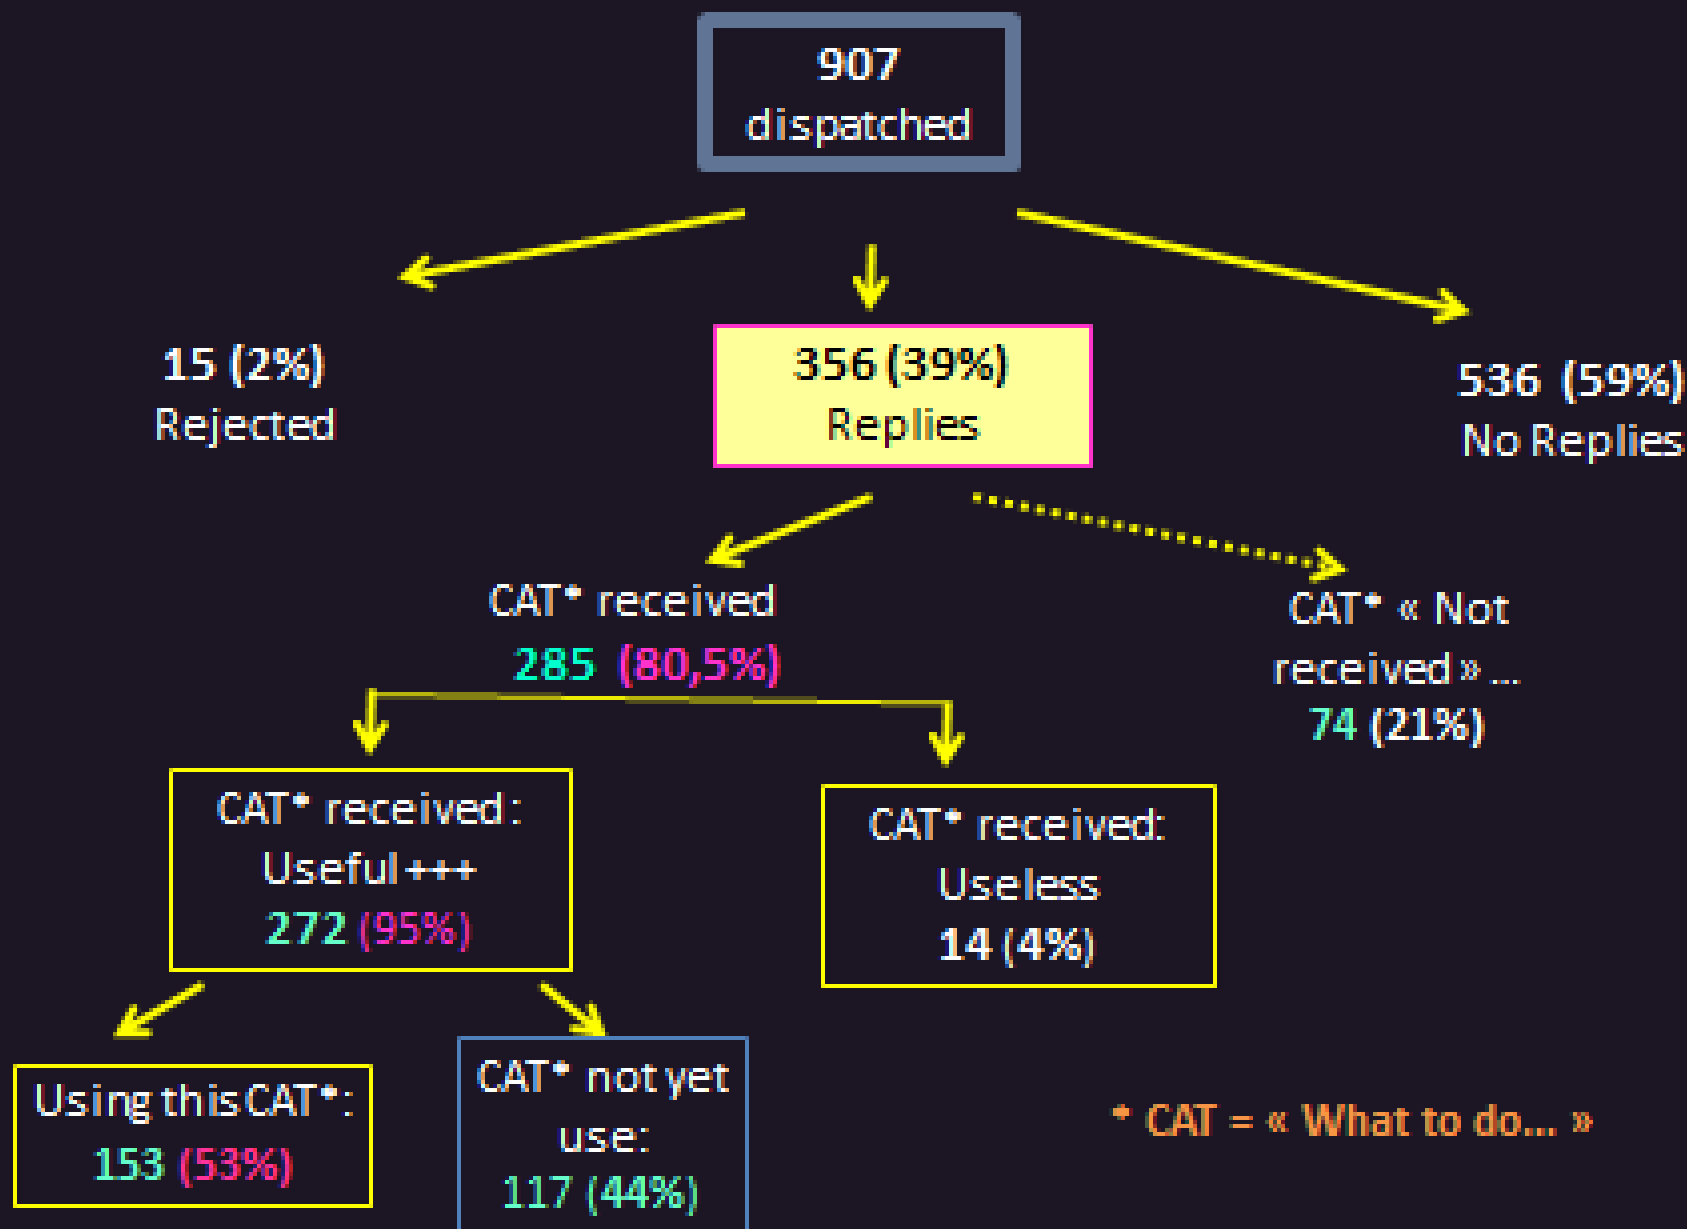 907
dispatched
15 (2%)
Rejected
356 (39%)
Replies
536 (59%)
No Replies
CAT* received
285 (80,5%)
CAT* « Not
received » ...
74 (21%)
CAT* received:
Useful+++
272 (95%)
CAT* received:
Useless
14 (4%)
Using this CAT*:
153 (53%)
CAT* not yet
use:
117 (44%)
* CAT = « What to do... »